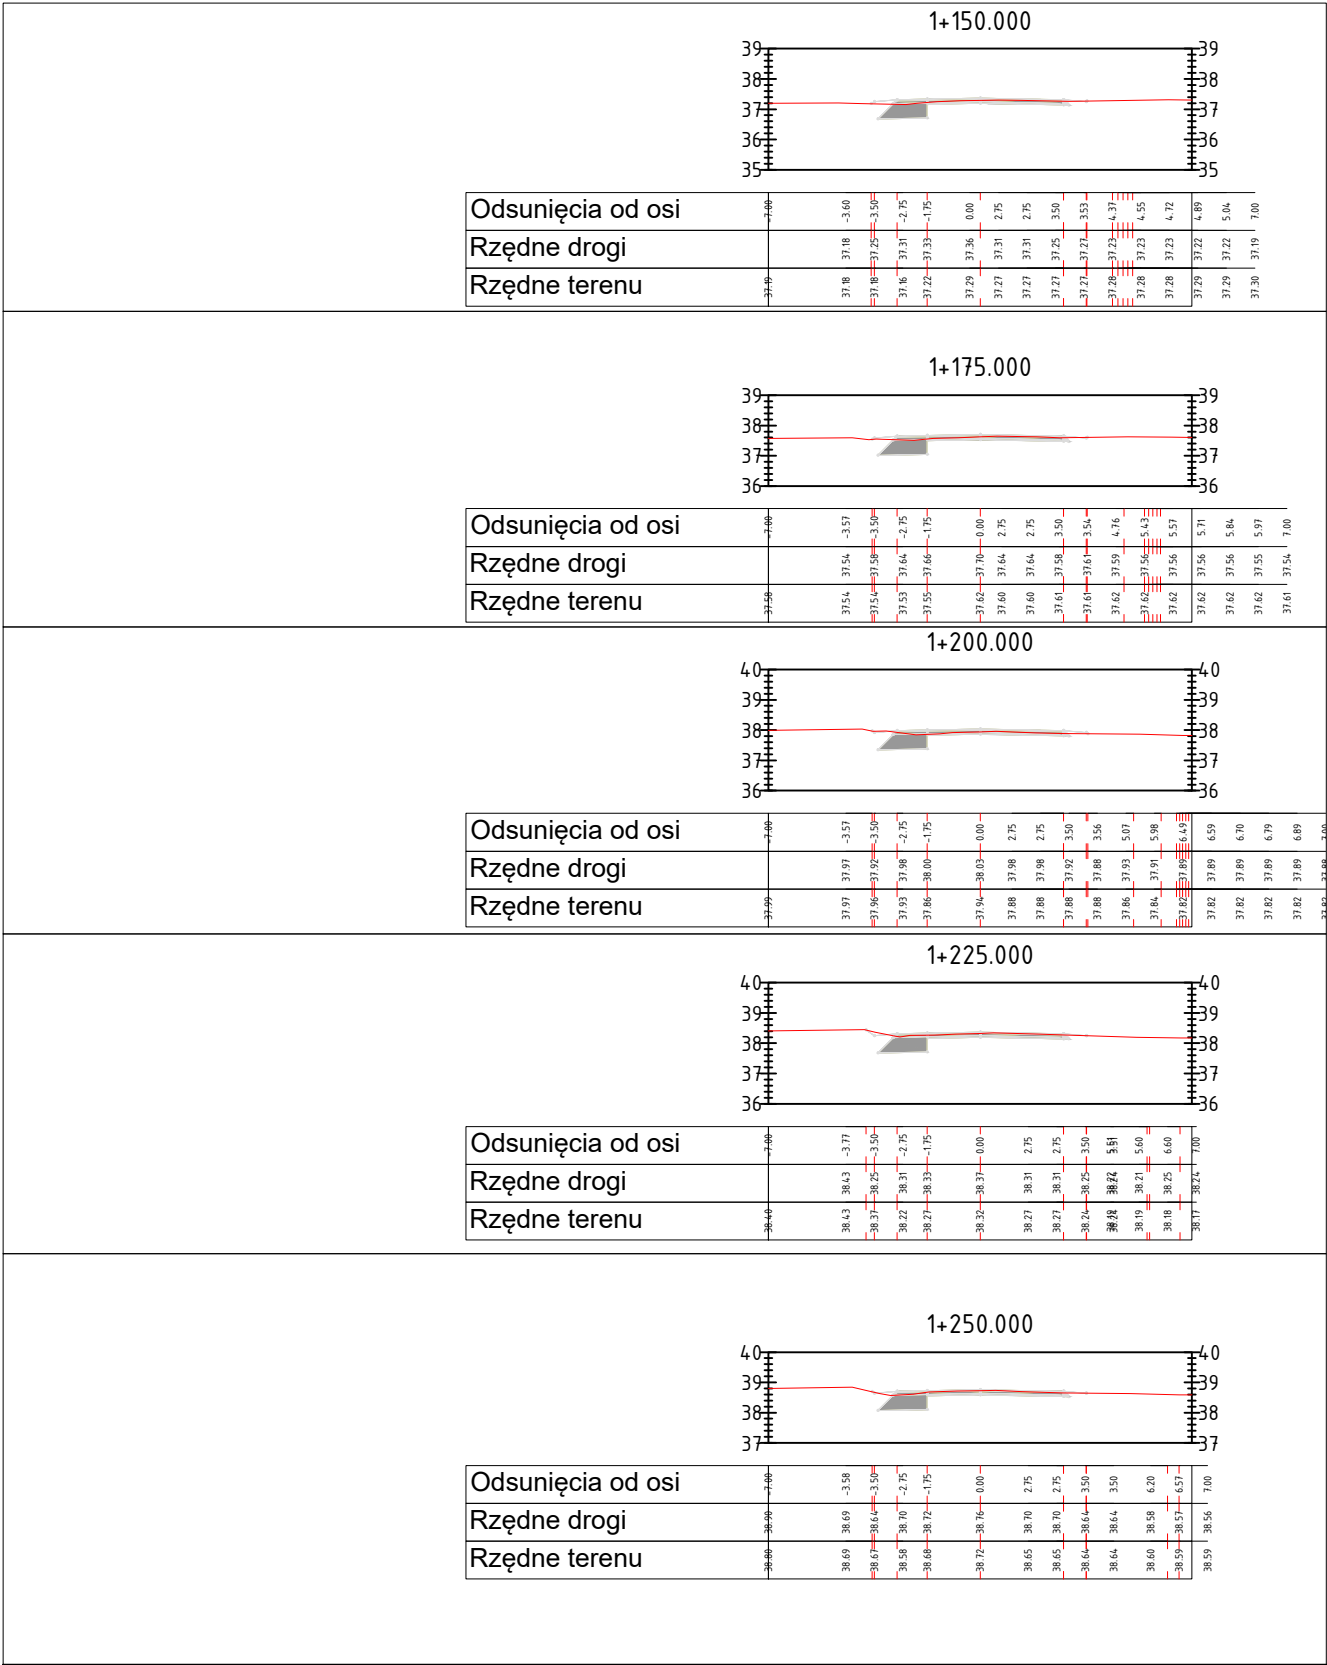 1+150.000
39 39
38 38
37 37
36 36
35 35
Odsunięcia od osi -7.00 -3.60 -3.50 -2.75 -1.75 0.00 2.75 2.75 3.50 3.53 4.37 4.55 4.72 4.89 5.04 7.00
Rzędne drogi 37.18 37.25 37.31 37.33 37.36 37.31 37.31 37.25 37.27 37.23 37.23 37.23 37.22 37.22 37.19
Rzędne terenu 37.19 37.18 37.18 37.16 37.22 37.29 37.27 37.27 37.27 37.27 37.28 37.28 37.28 37.29 37.29 37.30
1+175.000
39 39
38 38
37 37
36 36
Odsunięcia od osi -7.00 -3.57 -3.50 -2.75 -1.75 0.00 2.75 2.75 3.50 3.54 4.76 5.43 5.57 5.71 5.84 5.97 7.00
Rzędne drogi 37.54 37.58 37.64 37.66 37.70 37.64 37.64 37.58 37.61 37.59 37.56 37.56 37.56 37.56 37.55 37.54
Rzędne terenu 37.58 37.54 37.54 37.53 37.55 37.62 37.60 37.60 37.61 37.61 37.62 37.62 37.62 37.62 37.62 37.62 37.61
1+200.000
40 40
39 39
38 38
37 37
36 36
Odsunięcia od osi -7.00 -3.57 -3.50 -2.75 -1.75 0.00 2.75 2.75 3.50 3.56 5.07 5.98 6.49 6.59 6.70 6.79 6.89
Rzędne drogi 37.97 37.92 37.98 38.00 38.03 37.98 37.98 37.92 37.88 37.93 37.91 37.89 37.89 37.89 37.89 37.89
Rzędne terenu 37.99 37.97 37.96 37.93 37.86 37.94 37.88 37.88 37.88 37.88 37.86 37.84 37.82 37.82 37.82 37.82 37.82
1+225.000
40 40
39 39
38 38
37 37
36 36
Odsunięcia od osi -7.00 -3.77 -3.50 -2.75 -1.75 0.00 2.75 2.75 3.50 5.60 6.60 7.00
Rzędne drogi 38.43 38.25 38.31 38.33 38.37 38.31 38.31 38.25 38.21 38.25 38.24
Rzędne terenu 38.40 38.43 38.37 38.22 38.27 38.32 38.27 38.27 38.24 38.19 38.18 38.17
1+250.000
40 40
39 39
38 38
37 37
Odsunięcia od osi -7.00 -3.58 -3.50 -2.75 -1.75 0.00 2.75 2.75 3.50 3.50 6.20 6.57 7.00
Rzędne drogi 38.90 38.69 38.64 38.70 38.72 38.76 38.70 38.70 38.64 38.64 38.58 38.57 38.56
Rzędne terenu 38.80 38.69 38.67 38.58 38.68 38.72 38.65 38.65 38.64 38.64 38.60 38.59 38.59